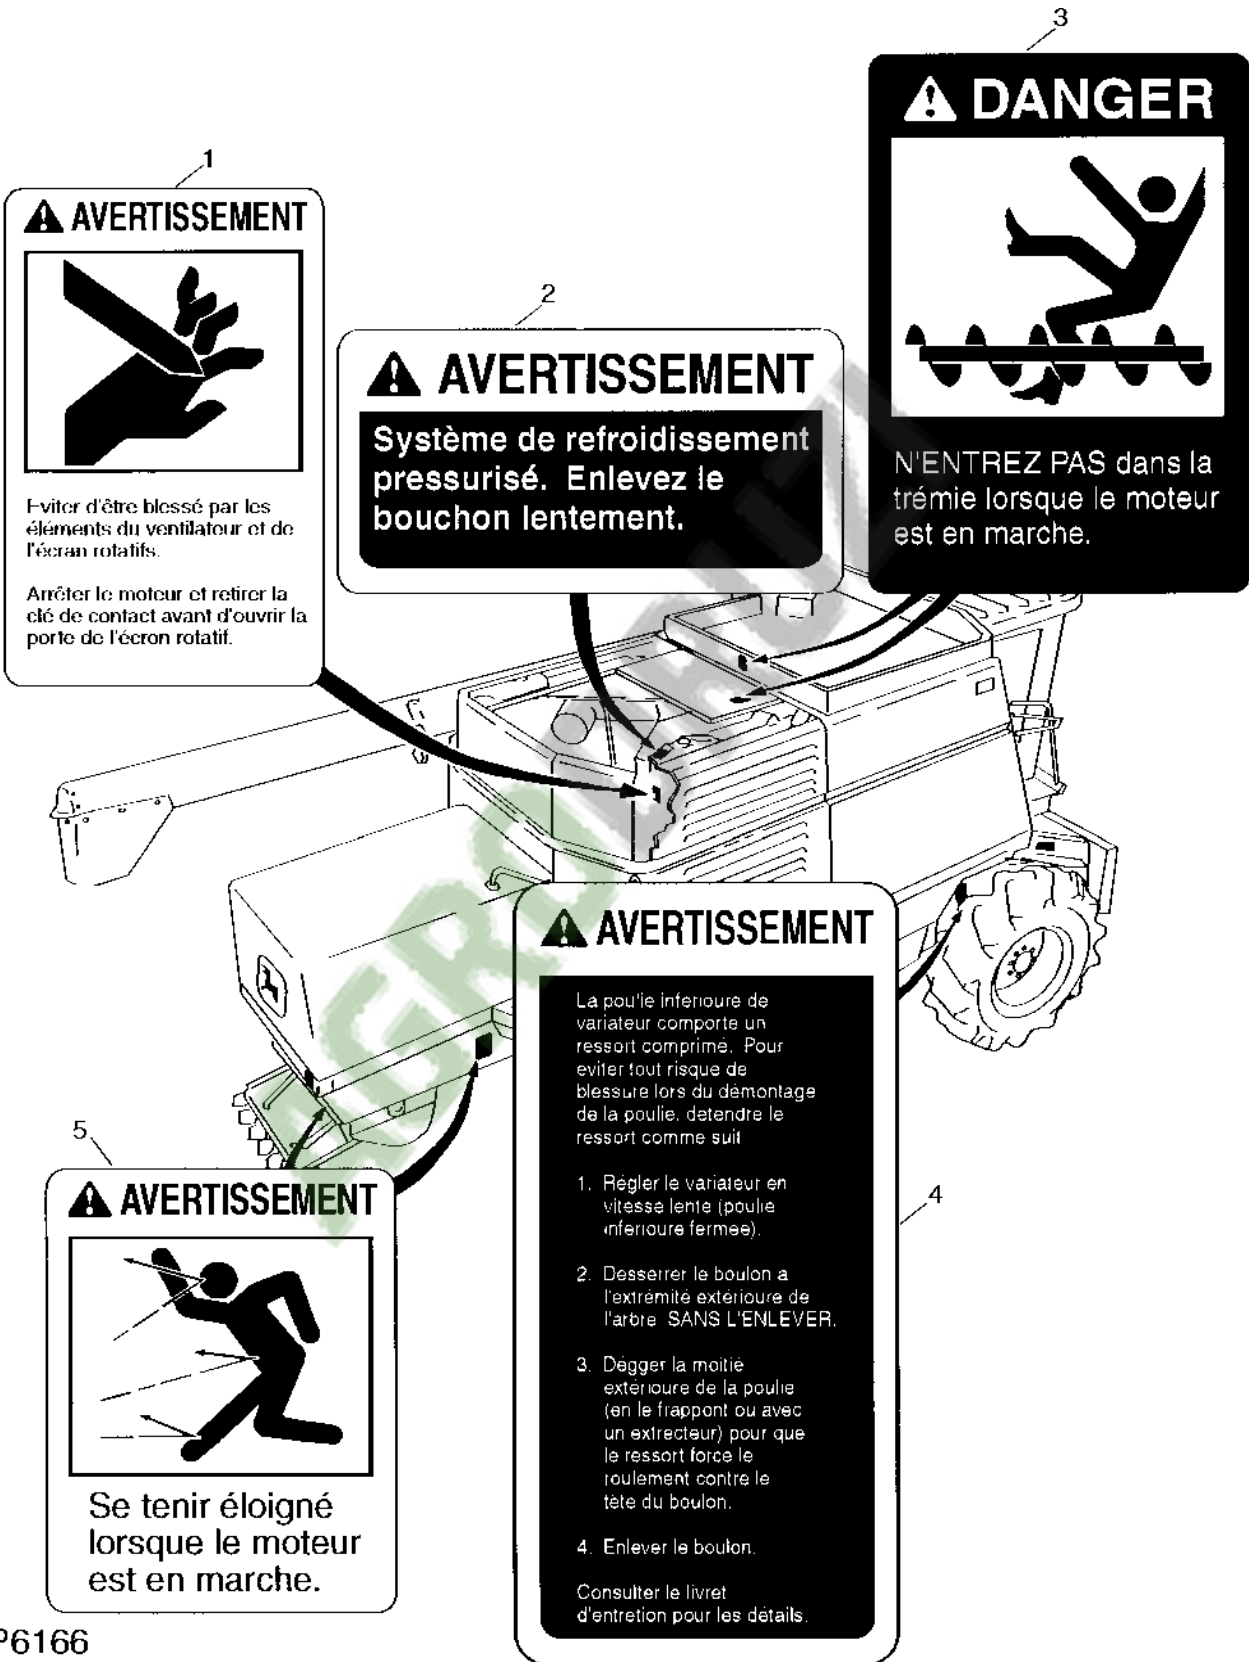 3
⚠ DANGER
N'ENTREZ PAS dans la
trémie lorsque le moteur
est en marche.
1
⚠ AVERTISSEMENT
Eviter d'être blessé par les
éléments du ventilateur et de
l'écran rotatifs.
Arrêter le moteur et retirer la
clé de contact avant d'ouvrir la
porte de l'écron rotatif.
2
⚠ AVERTISSEMENT
Système de refroidissement
pressurisé. Enlevez le
bouchon lentement.
AGRODRUZI
4
⚠ AVERTISSEMENT
La poulie inferioure de
variateur comporte un
ressort comprimé. Pour
eviter tout risque de
blessure lors du démontage
de la poulie, detendre le
ressort comme suit
1. Régler le variateur en
vitesse lente (poulie
inferioure fermee).
2. Desserrer le boulon a
l'extrémité extérioure de
l'arbre SANS L'ENLEVER.
3. Dégger la moitié
extérioure de la poulie
(en le frappont ou avec
un extrecteur) pour que
le ressort force le
roulement contre le
tête du boulon.
4. Enlever le boulon.
Consulter le livret
d'entretion pour les détails.
5
⚠ AVERTISSEMENT
Se tenir éloigné
lorsque le moteur
est en marche.
P6166